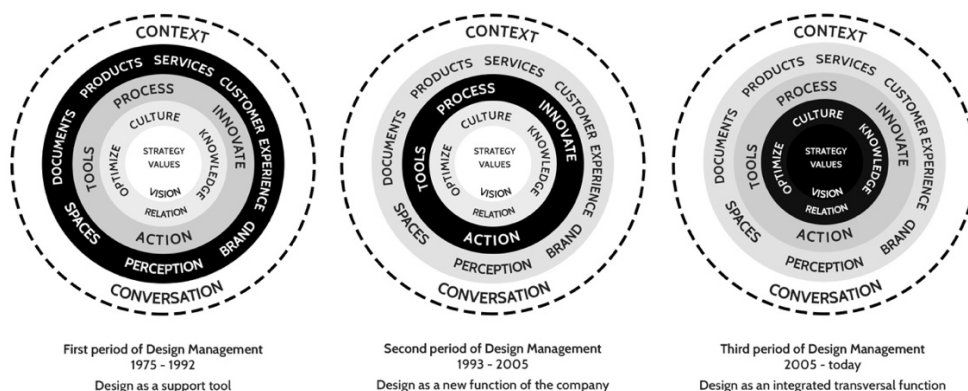 CONTEXT
DOCUMENTS PRODUCTS SERVICES CUSTOMER EXPERIENCE
SPACES PERCEPTION BRAND
TOOLS PROCESS INNOVATE
ACTION
OPTIMIZE CULTURE KNOWLEDGE
RELATION
STRATEGY
VALUES
VISION
CONVERSATION
First period of Design Management
1975 - 1992
Design as a support tool
CONTEXT
DOCUMENTS PRODUCTS SERVICES CUSTOMER EXPERIENCE
SPACES PERCEPTION BRAND
TOOLS PROCESS INNOVATE
ACTION
OPTIMIZE CULTURE KNOWLEDGE
RELATION
STRATEGY
VALUES
VISION
CONVERSATION
Second period of Design Management
1993 - 2005
Design as a new function of the company
CONTEXT
DOCUMENTS PRODUCTS SERVICES CUSTOMER EXPERIENCE
SPACES PERCEPTION BRAND
TOOLS PROCESS INNOVATE
ACTION
OPTIMIZE CULTURE KNOWLEDGE
RELATION
STRATEGY
VALUES
VISION
CONVERSATION
Third period of Design Management
2005 - today
Design as an integrated transversal function